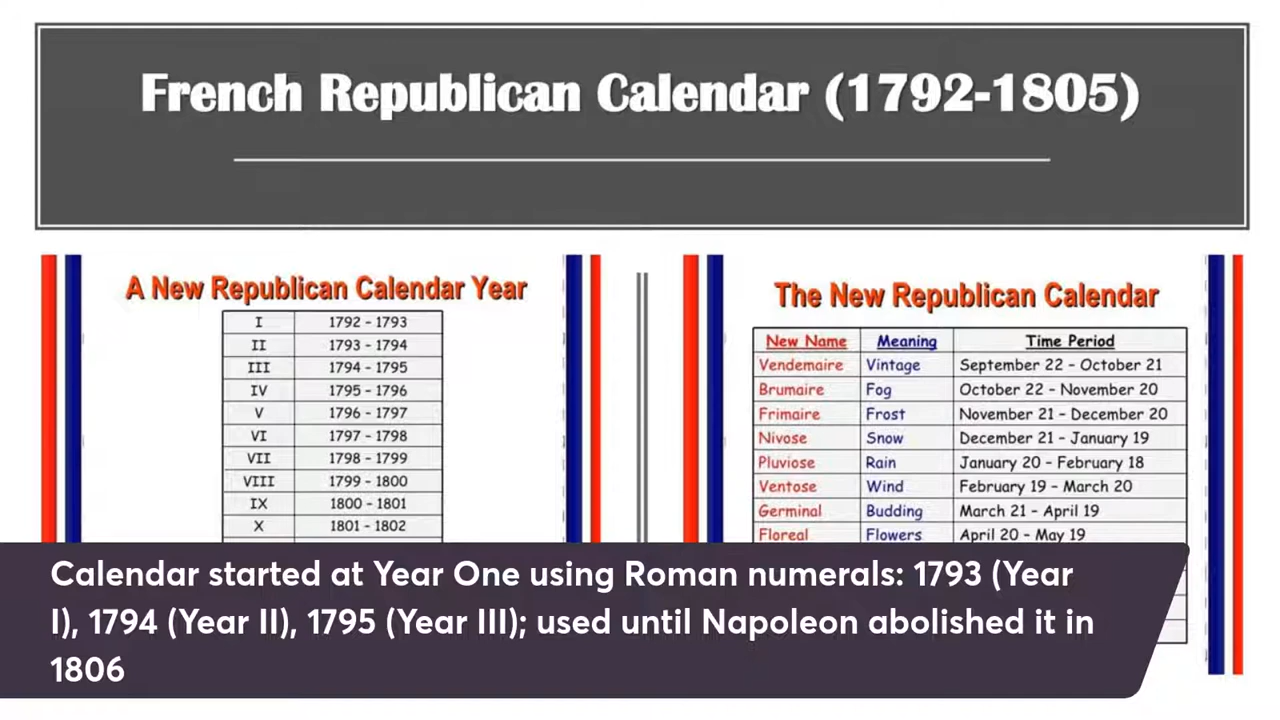 French Republican Calendar (1792-1805)
A New Republican Calendar Year
I 1792 - 1793
II 1793 - 1794
III 1794 - 1795
IV 1795 - 1796
V 1796 - 1797
VI 1797 - 1798
VII 1798 - 1799
VIII 1799 - 1800
IX 1800 - 1801
X 1801 - 1802
The New Republican Calendar
New Name Meaning Time Period
Vendemaire Vintage September 22 - October 21
Brumaire Fog October 22 - November 20
Frimaire Frost November 21 - December 20
Nivose Snow December 21 - January 19
Pluviose Rain January 20 - February 18
Ventose Wind February 19 - March 20
Germinal Budding March 21 - April 19
Floreal Flowers April 20 - May 19
Calendar started at Year One using Roman numerals: 1793 (Year
I), 1794 (Year II), 1795 (Year III); used until Napoleon abolished it in
1806